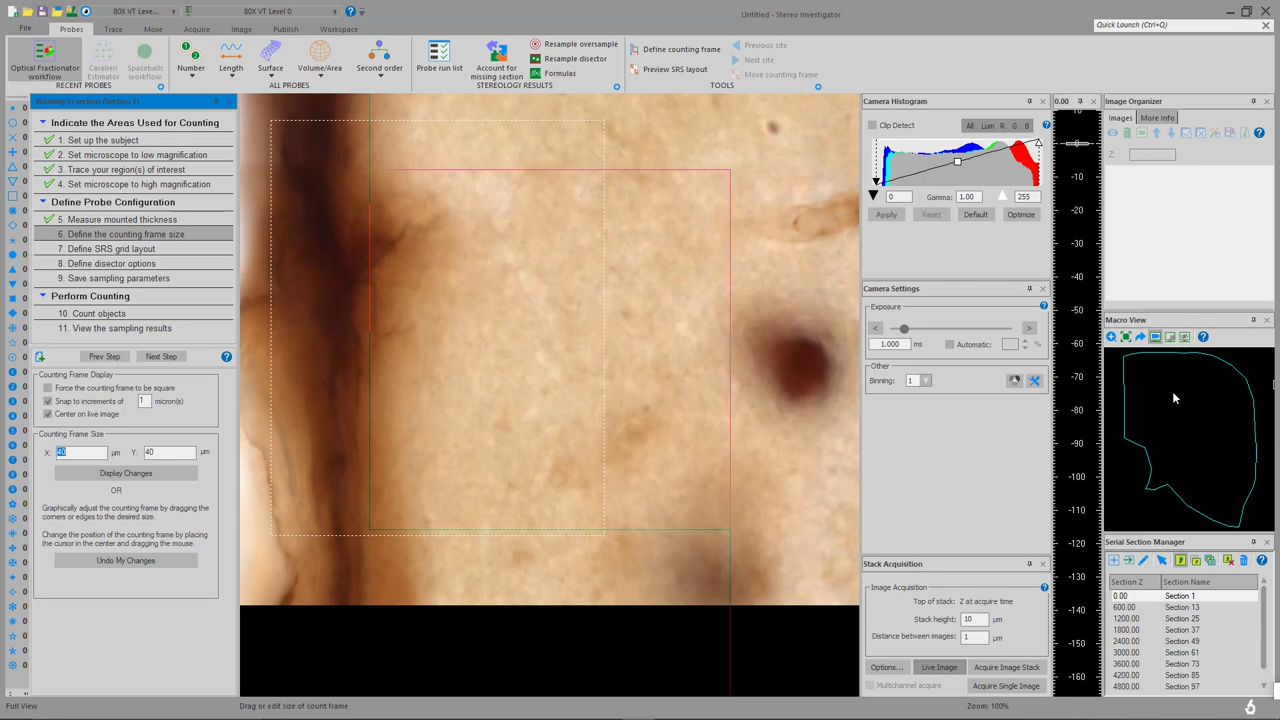 80X VT Level...
80X VT Level 0
Untitled - Stereo Investigator
File
Probes
Trace
Move
Acquire
Image
Publish
Workspace
Quick Launch (Ctrl+Q)
Optical Fractionator workflow
Cavalieri Estimator
Spaceballs workflow
RECENT PROBES
Number
Length
Surface
Volume/Area
Second order
ALL PROBES
Probe run list
Account for missing section
Resample oversample
Resample disector
Formulas
STEREOLOGY RESULTS
Define counting frame
Preview SRS layout
Previous site
Next site
Move counting frame
TOOLS
Working in section (Section 1)
Indicate the Areas Used for Counting
1. Set up the subject
2. Set microscope to low magnification
3. Trace your region(s) of interest
4. Set microscope to high magnification
Define Probe Configuration
5. Measure mounted thickness
6. Define the counting frame size
7. Define SRS grid layout
8. Define disector options
9. Save sampling parameters
Perform Counting
10. Count objects
11. View the sampling results
Prev Step
Next Step
Counting Frame Display
Force the counting frame to be square
Snap to increments of 1 micron(s)
Center on live image
Counting Frame Size
X: 40 µm Y: 40 µm
Display Changes
OR
Graphically adjust the counting frame by dragging the
corners or edges to the desired size.
Change the position of the counting frame by placing
the cursor in the center and dragging the mouse.
Undo My Changes
Full View
Drag or edit size of count frame
Zoom: 100%
Camera Histogram
Clip Detect
All Lum R G B
0 Gamma: 1.00 255
Apply Reset Default Optimize
Camera Settings
Exposure
1.000 ms Automatic: %
Other
Binning: 1
Stack Acquisition
Image Acquisition
Top of stack: Z at acquire time
Stack height: 10 µm
Distance between images: 1 µm
Options... Live Image Acquire Image Stack
Multichannel acquire Acquire Single Image
0.00
0
-10
-20
-30
-40
-50
-60
-70
-80
-90
-100
-110
-120
-130
-140
-150
-160
Image Organizer
Images More info
Z:
Macro View
Serial Section Manager
Section Z Section Name
0.00 Section 1
600.00 Section 13
1200.00 Section 25
1800.00 Section 37
2400.00 Section 49
3000.00 Section 61
3600.00 Section 73
4200.00 Section 85
4800.00 Section 97